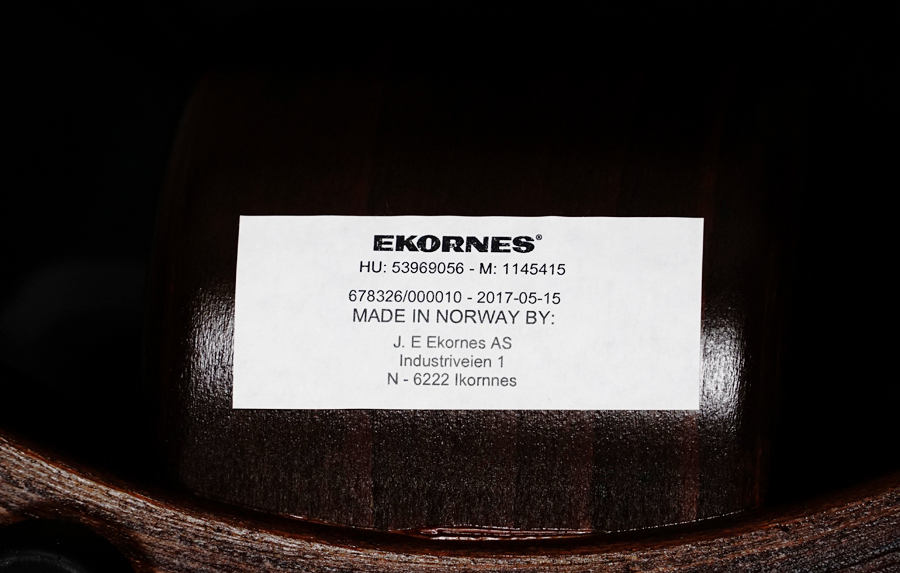 EKORNES®
HU: 53969056 - M: 1145415
678326/000010 - 2017-05-15
MADE IN NORWAY BY:
J. E Ekornes AS
Industriveien 1
N - 6222 Ikornnes